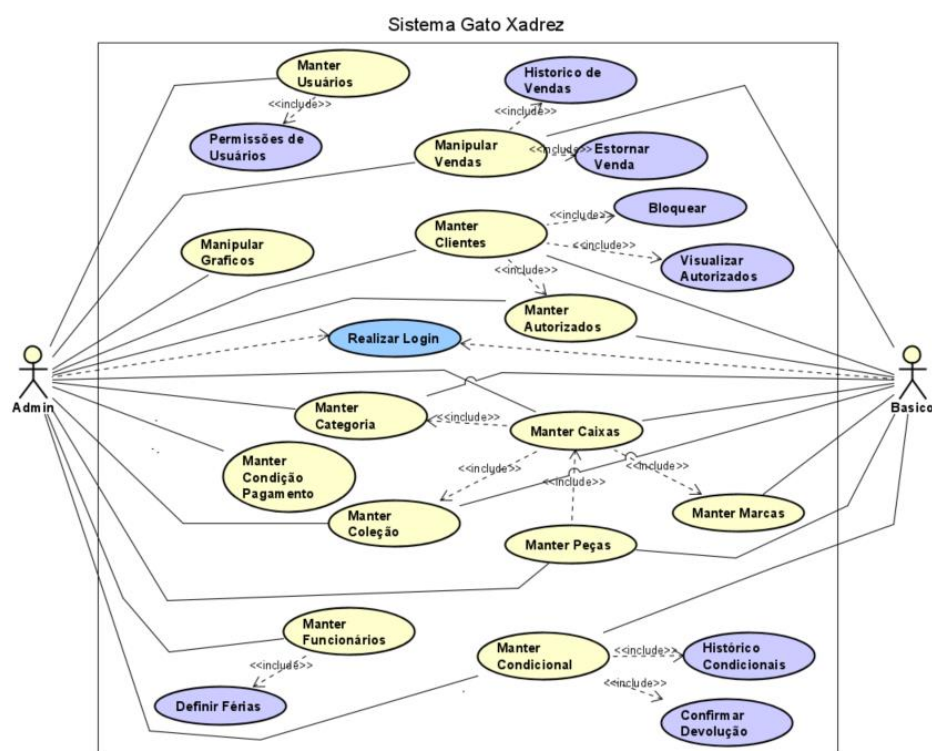 Sistema Gato Xadrez
Manter
Usuários
<<include>>
Permissões de
Usuários
Historico de
Vendas
<<include>>
Manipular
Vendas
<<include>>
Estornar
Venda
Manter
Clientes
<<include>>
Bloquear
<<include>>
Visualizar
Autorizados
<<include>>
Manipular
Graficos
Manter
Autorizados
Realizar Login
Admin
Basico
Manter
Categoria
<<include>>
Manter Caixas
Manter
Condição
Pagamento
<<include>>
<<include>>
<<include>>
Manter
Coleção
Manter Marcas
Manter Peças
Manter
Funcionários
<<include>>
Definir Férias
Manter
Condicional
<<include>>
Histórico
Condicionais
<<include>>
Confirmar
Devolução